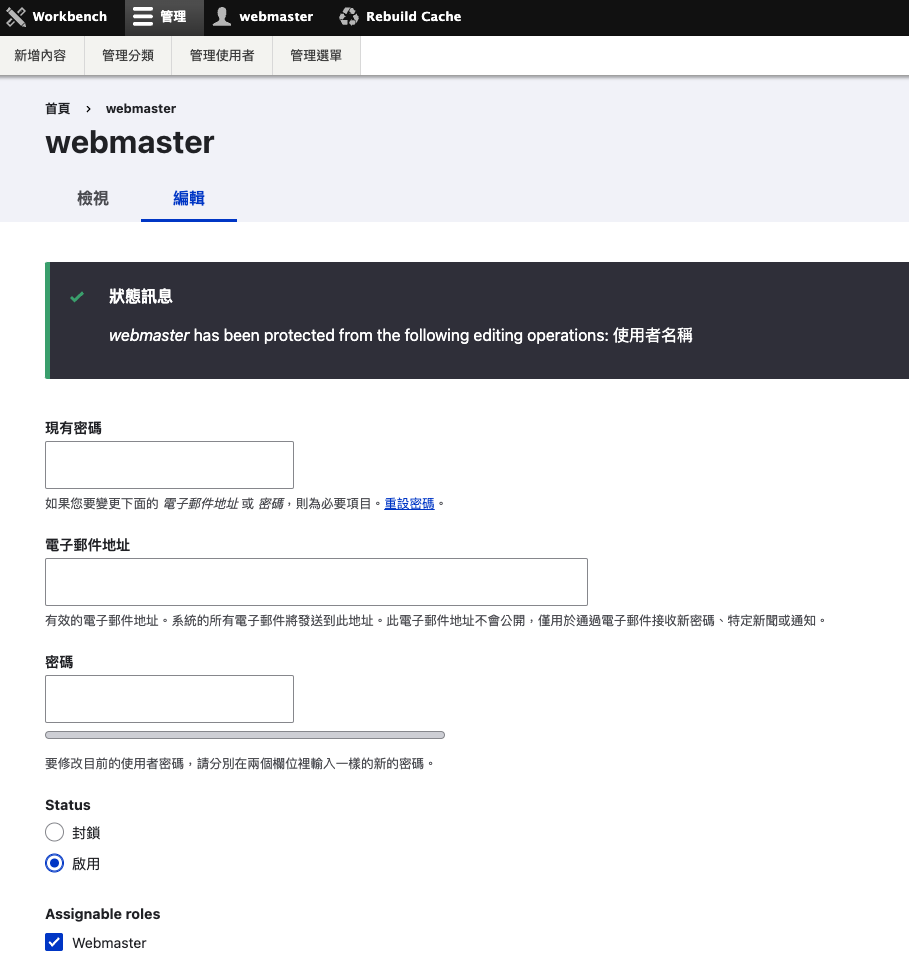 Workbench 管理 webmaster Rebuild Cache
新增內容 管理分類 管理使用者 管理選單
首頁 › webmaster
webmaster
檢視 編輯
狀態訊息
webmaster has been protected from the following editing operations: 使用者名稱
現有密碼
如果您要變更下面的 電子郵件地址 或 密碼，則為必要項目。重設密碼。
電子郵件地址
有效的電子郵件地址。系統的所有電子郵件將發送到此地址。此電子郵件地址不會公開，僅用於通過電子郵件接收新密碼、特定新聞或通知。
密碼
要修改目前的使用者密碼，請分別在兩個欄位裡輸入一樣的新的密碼。
Status
封鎖
啟用
Assignable roles
Webmaster